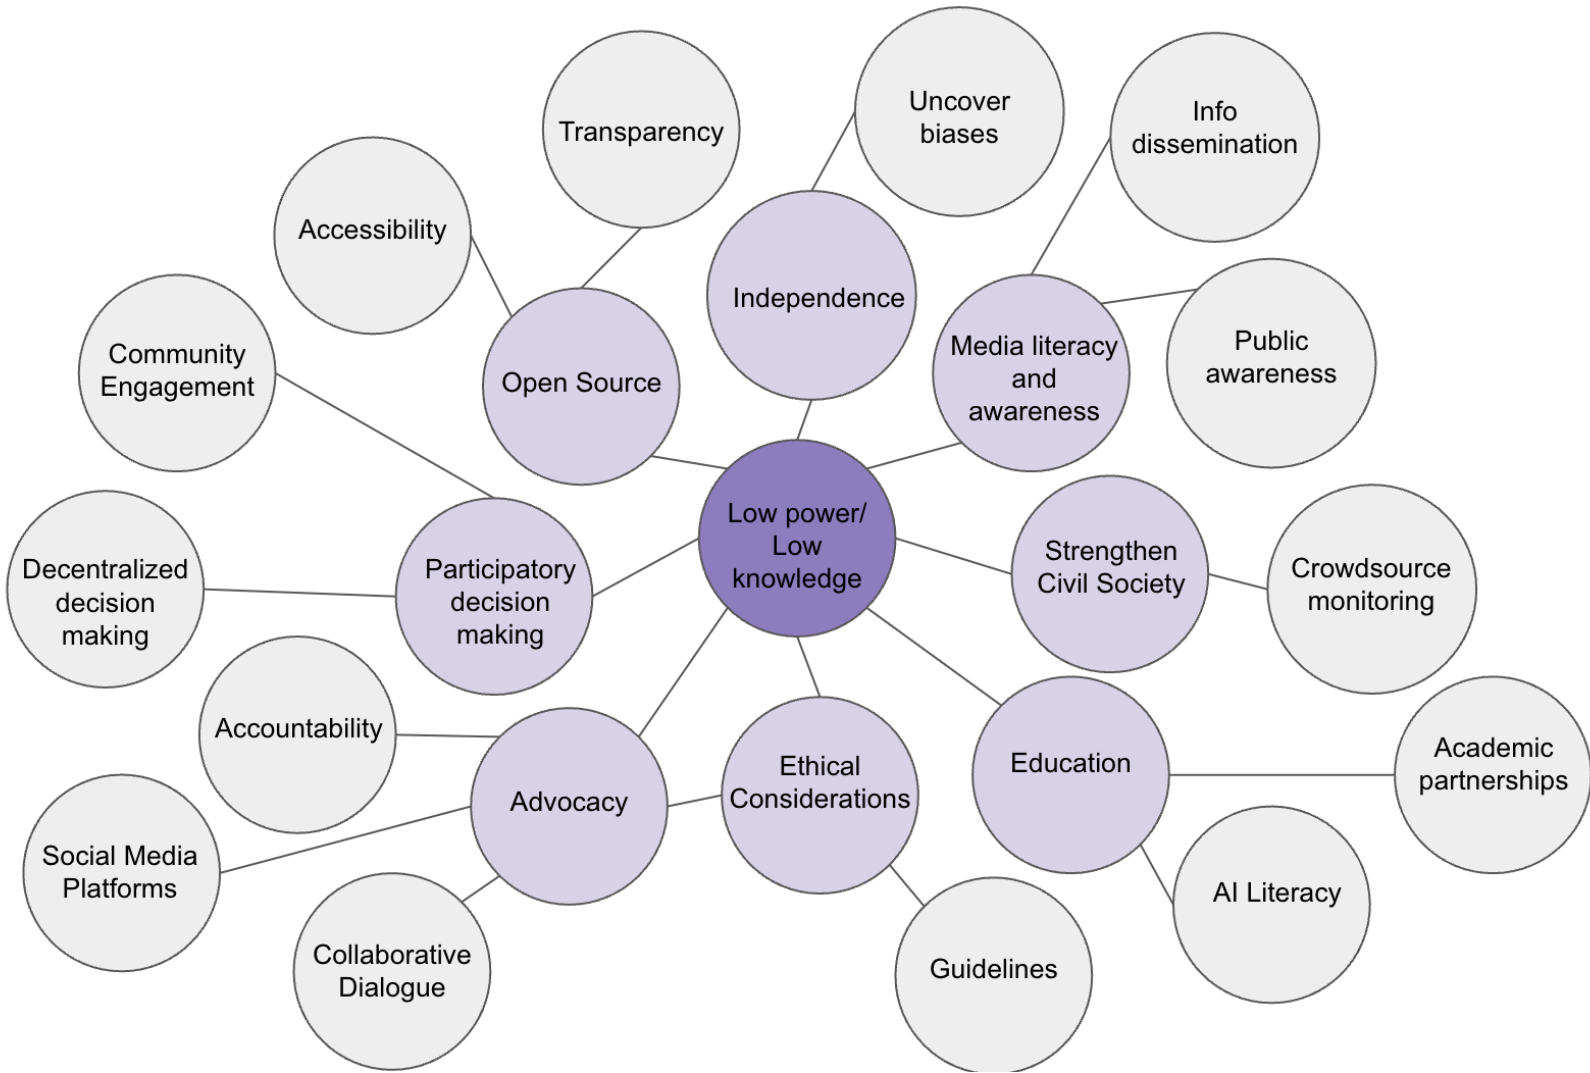 Transparency
Uncover
biases
Info
dissemination
Accessibility
Independence
Community
Engagement
Open Source
Media literacy
and
awareness
Public
awareness
Low power/
Low
knowledge
Decentralized
decision
making
Participatory
decision
making
Strengthen
Civil Society
Crowdsource
monitoring
Accountability
Advocacy
Ethical
Considerations
Education
Academic
partnerships
Social Media
Platforms
Collaborative
Dialogue
Guidelines
AI Literacy